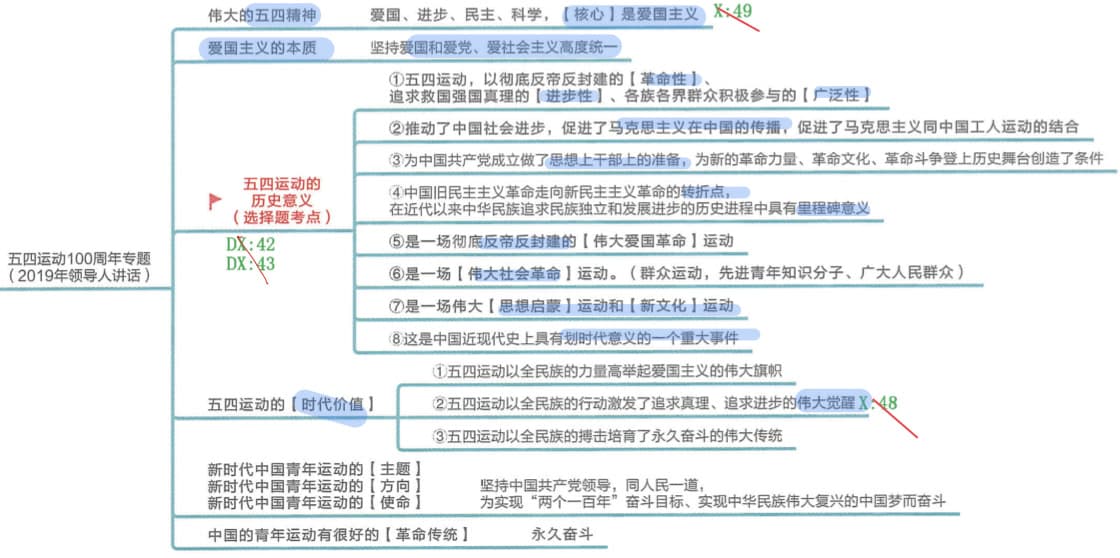 伟大的五四精神
爱国、进步、民主、科学，【核心】是爱国主义
X:49
爱国主义的本质
坚持爱国和爱党、爱社会主义高度统一
五四运动100周年专题
（2019年领导人讲话）
五四运动的
历史意义
（选择题考点）
DX:42
DX:43
①五四运动，以彻底反帝反封建的【革命性】、
追求救国强国真理的【进步性】、各族各界群众积极参与的【广泛性】
②推动了中国社会进步，促进了马克思主义在中国的传播，促进了马克思主义同中国工人运动的结合
③为中国共产党成立做了思想上干部上的准备，为新的革命力量、革命文化、革命斗争登上历史舞台创造了条件
④中国旧民主主义革命走向新民主主义革命的转折点，
在近代以来中华民族追求民族独立和发展进步的历史进程中具有里程碑意义
⑤是一场彻底反帝反封建的【伟大爱国革命】运动
⑥是一场【伟大社会革命】运动。（群众运动，先进青年知识分子、广大人民群众）
⑦是一场伟大【思想启蒙】运动和【新文化】运动
⑧这是中国近现代史上具有划时代意义的一个重大事件
五四运动的【时代价值】
①五四运动以全民族的力量高举起爱国主义的伟大旗帜
②五四运动以全民族的行动激发了追求真理、追求进步的伟大觉醒
X:48
③五四运动以全民族的搏击培育了永久奋斗的伟大传统
新时代中国青年运动的【主题】
新时代中国青年运动的【方向】
新时代中国青年运动的【使命】
坚持中国共产党领导，同人民一道，
为实现“两个一百年”奋斗目标、实现中华民族伟大复兴的中国梦而奋斗
中国的青年运动有很好的【革命传统】
永久奋斗